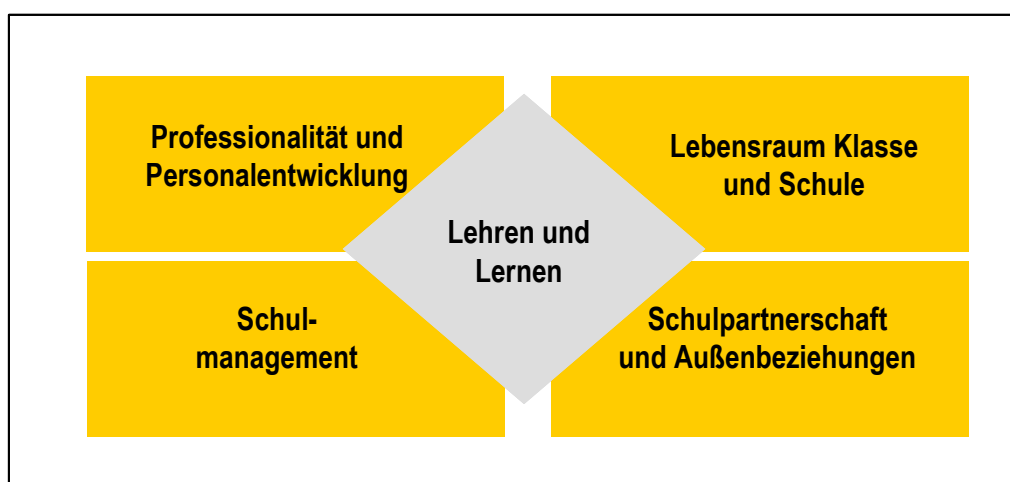 Professionalität und
Personalentwicklung
Lebensraum Klasse
und Schule
Lehren und
Lernen
Schul-
management
Schulpartnerschaft
und Außenbeziehungen